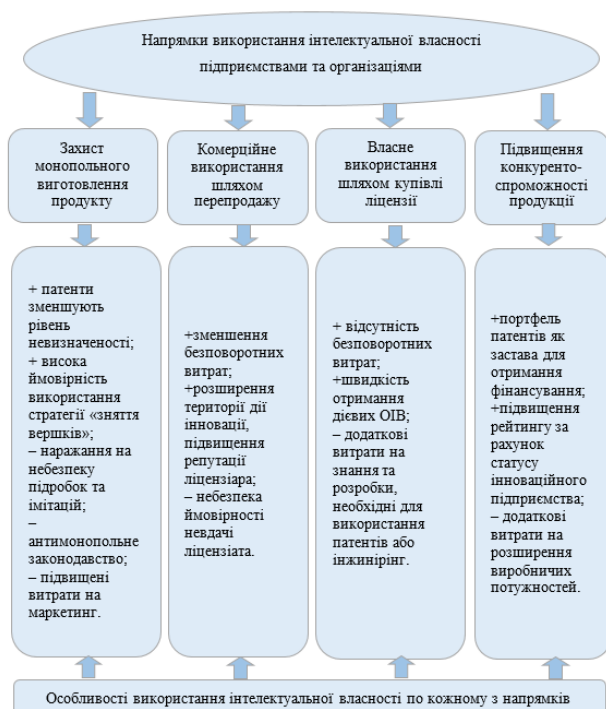 Напрямки використання інтелектуальної власності
підприємствами та організаціями
Захист
монопольного
виготовлення
продукту
Комерційне
використання
шляхом
перепродажу
Власне
використання
шляхом купівлі
ліцензії
Підвищення
конкуренто-
спроможності
продукції
+ патенти
зменшують
рівень
невизначеності;
+ висока
ймовірність
використання
стратегії «зняття
вершків»;
– наражання на
небезпеку
підробок та
імітацій;
–
антимонопольне
законодавство;
– підвищені
витрати на
маркетинг.
+зменшення
безповоротних
витрат;
+розширення
території дії
інновації,
підвищення
репутації
ліцензіара;
– небезпека
ймовірності
невдачі
ліцензіата.
+ відсутність
безповоротних
витрат;
+швидкість
отримання
дієвих ОІВ;
– додаткові
витрати на
знання та
розробки,
необхідні для
використання
патентів або
інжинірінг.
+портфель
патентів як
застава для
отримання
фінансування;
+підвищення
рейтингу за
рахунок
статусу
інноваційного
підприємства;
– додаткові
витрати на
розширення
виробничих
потужностей.
Особливості використання інтелектуальної власності по кожному з напрямків